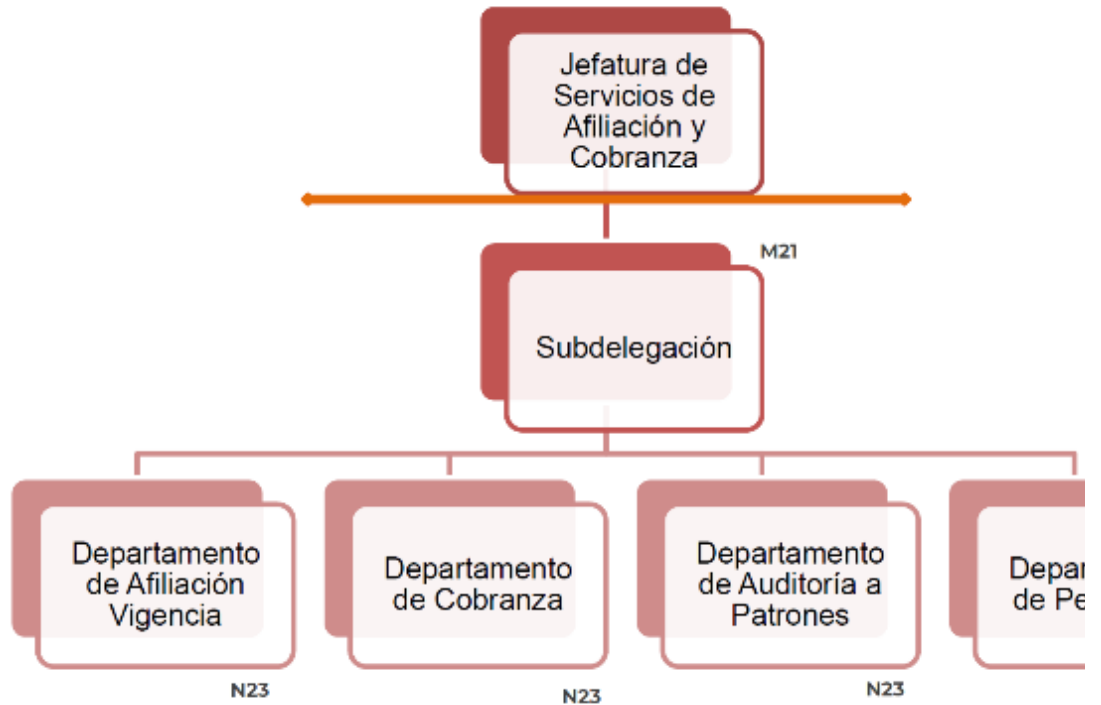 Jefatura de
Servicios de
Afiliación y
Cobranza
M21
Subdelegación
Departamento
de Afiliación
Vigencia
N23
Departamento
de Cobranza
N23
Departamento
de Auditoría a
Patrones
N23
de